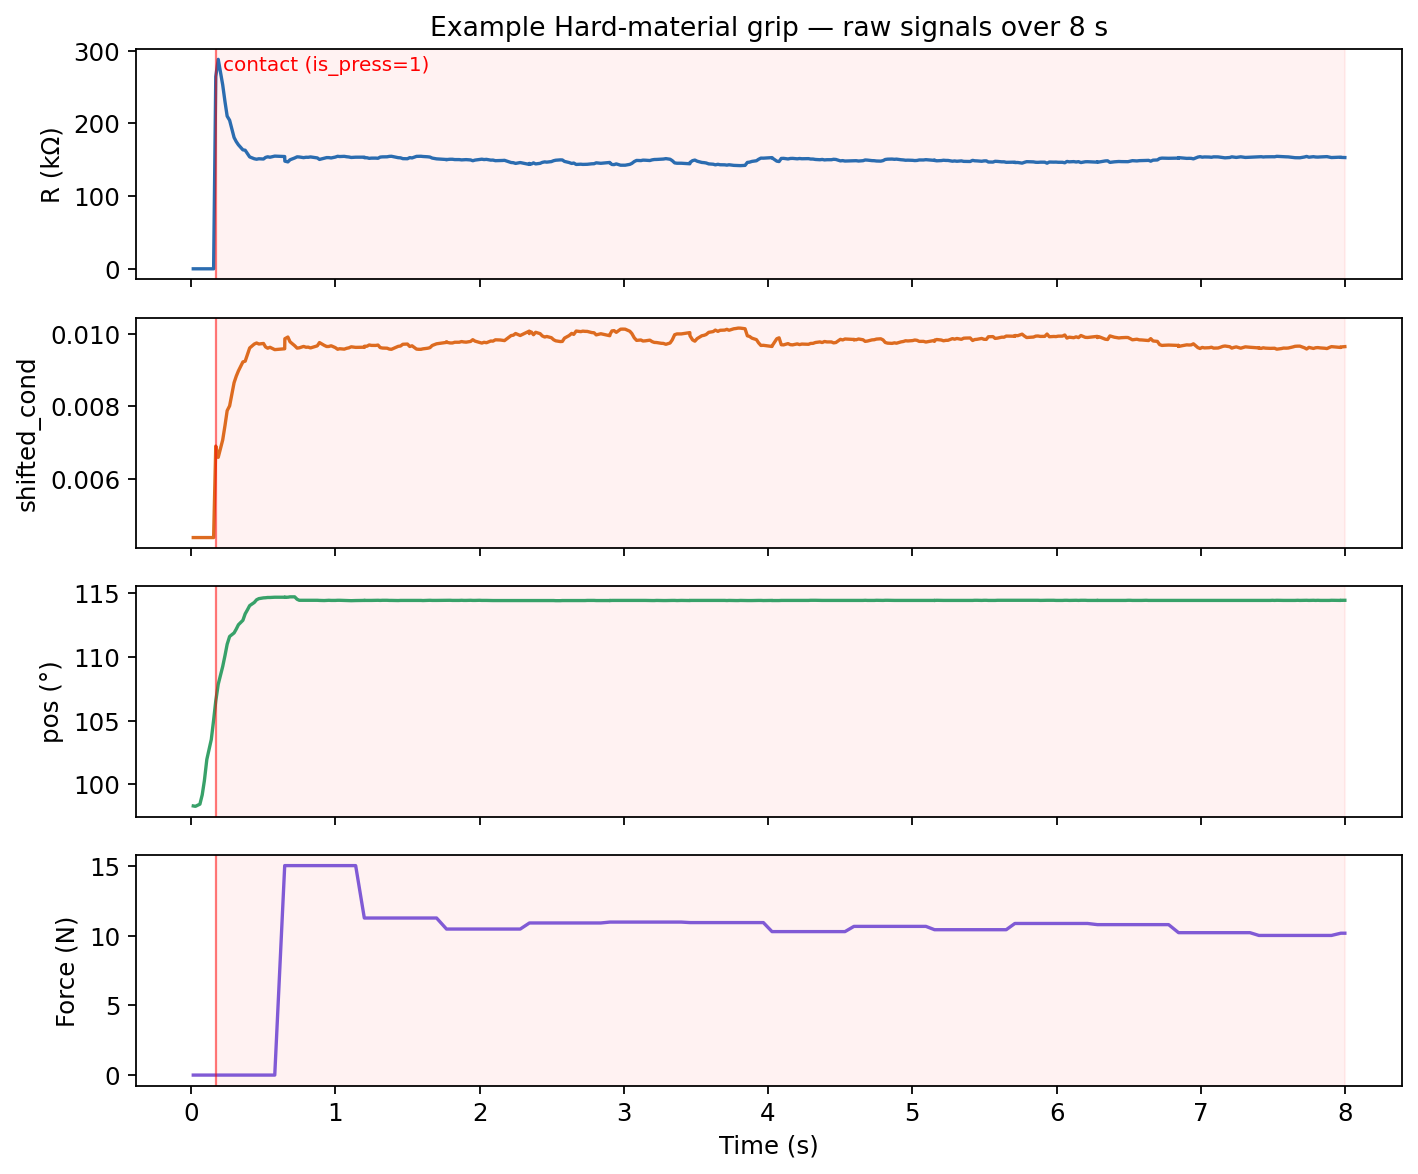 Example Hard-material grip — raw signals over 8 s
300
200
100
0
R (kΩ)
contact (is_press=1)
0.010
0.008
0.006
shifted_cond
115
110
105
100
pos (°)
15
10
5
0
Force (N)
0 1 2 3 4 5 6 7 8
Time (s)